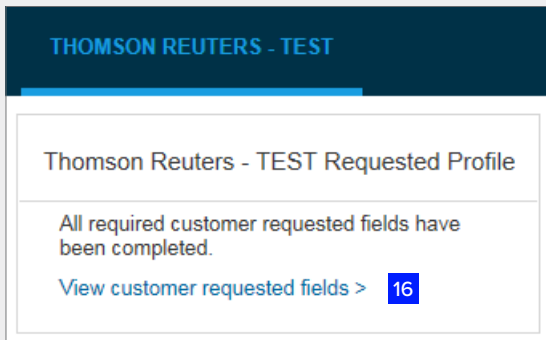 THOMSON REUTERS - TEST
Thomson Reuters - TEST Requested Profile
All required customer requested fields have
been completed.
View customer requested fields > 16